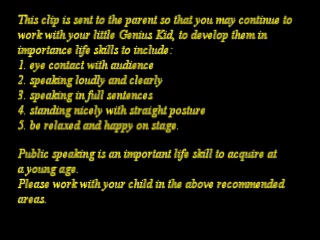 This clip is sent to the parent so that you may continue to
work with your little Genius Kid, to develop them in
importance life skills to include:
1. eye contact with audience
2. speaking loudly and clearly
3. speaking in full sentences
4. standing nicely with straight posture
5. be relaxed and happy on stage.
Public speaking is an important life skill to acquire at
a young age.
Please work with your child in the above recommended
areas.